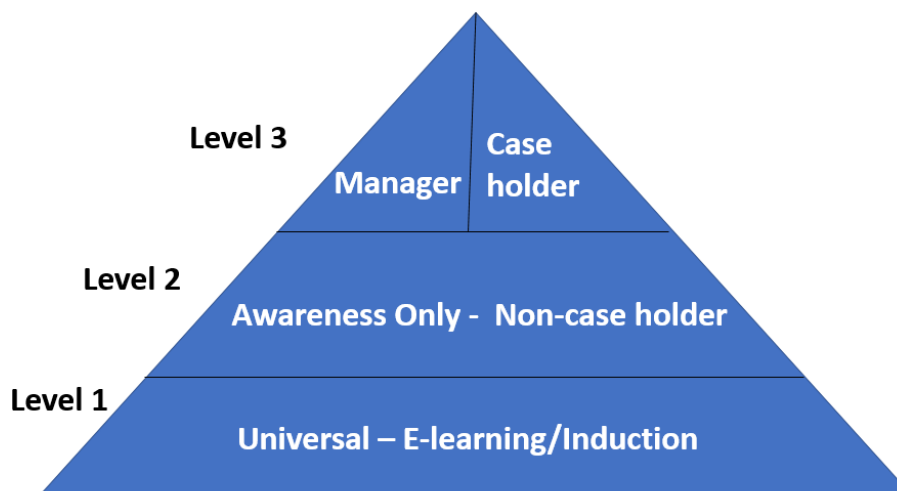 Level 3
Manager
Case
holder
Level 2
Awareness Only - Non-case holder
Level 1
Universal – E-learning/Induction